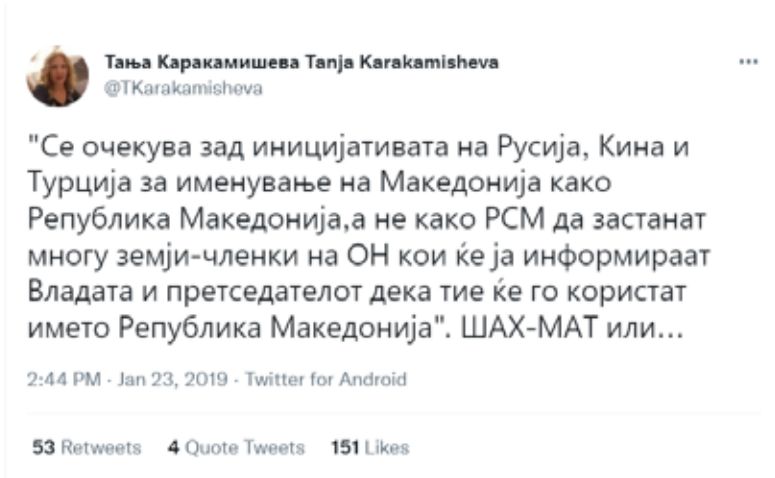 Тања Каракамишева Tanja Karakamisheva
@TKarakamisheva
"Се очекува зад иницијативата на Русија, Кина и
Турција за именување на Македонија како
Република Македонија,а не како РСМ да застанат
многу земји-членки на ОН кои ќе ја информираат
Владата и претседателот дека тие ќе го користат
името Република Македонија". ШАХ-МАТ или...
2:44 PM · Jan 23, 2019 · Twitter for Android
53 Retweets 4 Quote Tweets 151 Likes